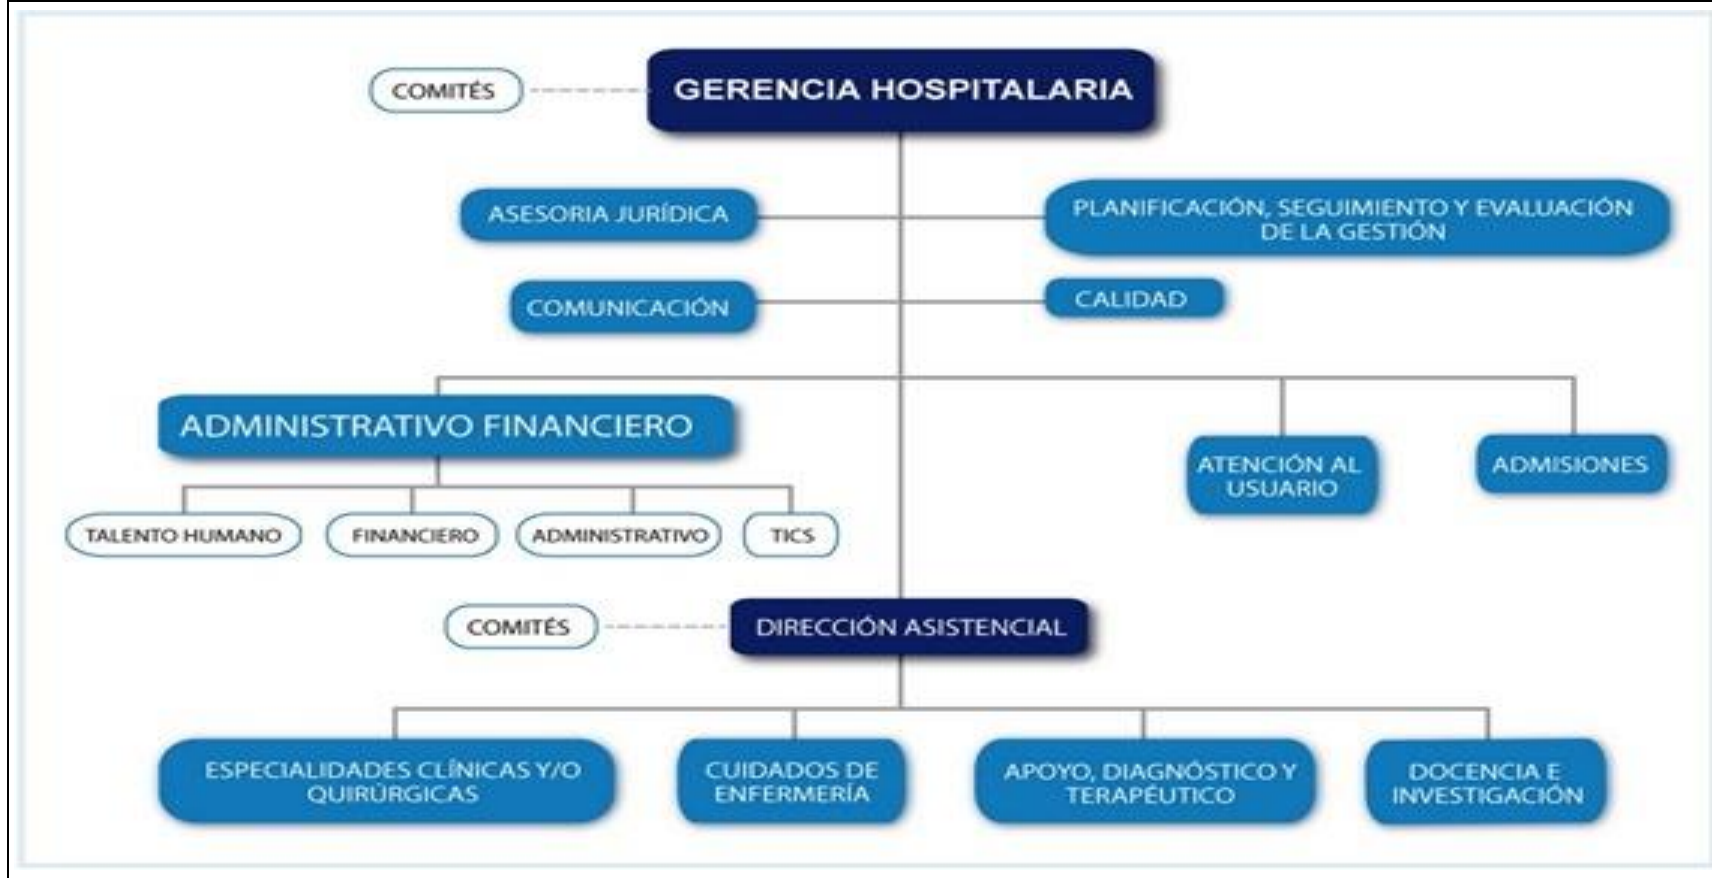 COMITÉS
GERENCIA HOSPITALARIA
ASESORIA JURÍDICA
PLANIFICACIÓN, SEGUIMIENTO Y EVALUACIÓN
DE LA GESTIÓN
COMUNICACIÓN
CALIDAD
ADMINISTRATIVO FINANCIERO
ATENCIÓN AL
USUARIO
ADMISIONES
TALENTO HUMANO
FINANCIERO
ADMINISTRATIVO
TICS
COMITÉS
DIRECCIÓN ASISTENCIAL
ESPECIALIDADES CLÍNICAS Y/O
QUIRÚRGICAS
CUIDADOS DE
ENFERMERÍA
APOYO, DIAGNÓSTICO Y
TERAPÉUTICO
DOCENCIA E
INVESTIGACIÓN